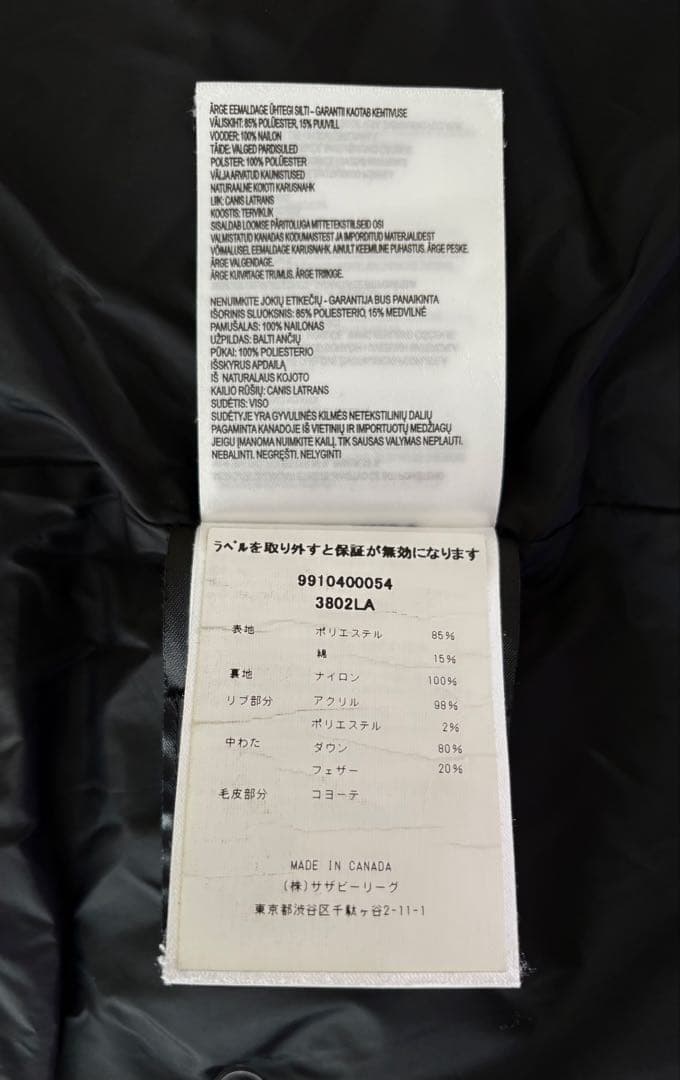 ÄRGE EEMALDAGE ÜHTEGI SILTI – GARANTII KAOTAB KEHTIVUSE
VÄLISKIHT: 85% POLÜESTER, 15% PUUVILL
VOODER: 100% NAILON
TÄIDE: VALGED PARDISULED
POLSTER: 100% POLÜESTER
VÄLJA ARVATUD KAUNISTUSED
NATURAALNE KOIOTI KARUSNAHK
LIIK: CANIS LATRANS
KOOSTIS: TERVIKLIK
SISALDAB LOOMSE PÄRITOLUGA MITTETEKSTIILSEID OSI
VALMISTATUD KANADAS KODUMAISTEST JA IMPORDITUD MATERJALIDEST
VÕIMALUSEL EEMALDAGE KARUSNAHK. AINULT KEEMILINE PUHASTUS. ÄRGE PESKE.
ÄRGE VALGENDAGE.
ÄRGE KUIVATAGE TRUMLIS. ÄRGE TRIIKIGE.
NENUIMKITE JOKIŲ ETIKEČIŲ - GARANTIJA BUS PANAIKINTA
IŠORINIS SLUOKSNIS: 85% POLIESTERIO, 15% MEDVILNĖ
PAMUŠALAS: 100% NAILONAS
UŽPILDAS: BALTI ANČIŲ
PŪKAI: 100% POLIESTERIO
IŠSKYRUS APDAILĄ
IŠ NATURALAUS KOJOTO
KAILIO RŪŠIŲ: CANIS LATRANS
SUDĖTIS: VISO
SUDĖTYJE YRA GYVULINĖS KILMĖS NETEKSTILINIŲ DALIŲ
PAGAMINTA KANADOJE IŠ VIETINIŲ IR IMPORTUOTŲ MEDŽIAGŲ
JEIGU ĮMANOMA NUIMKITE KAILĮ. TIK SAUSAS VALYMAS NEPLAUTI.
NEBALINTI. NEGRĘŠTI. NELYGINTI
ラベルを取り外すと保証が無効になります
9910400054
3802LA
表地 ポリエステル 85%
綿 15%
裏地 ナイロン 100%
リブ部分 アクリル 98%
ポリエステル 2%
中わた ダウン 80%
フェザー 20%
毛皮部分 コヨーテ
MADE IN CANADA
(株)サザビーリーグ
東京都渋谷区千駄ヶ谷2-11-1